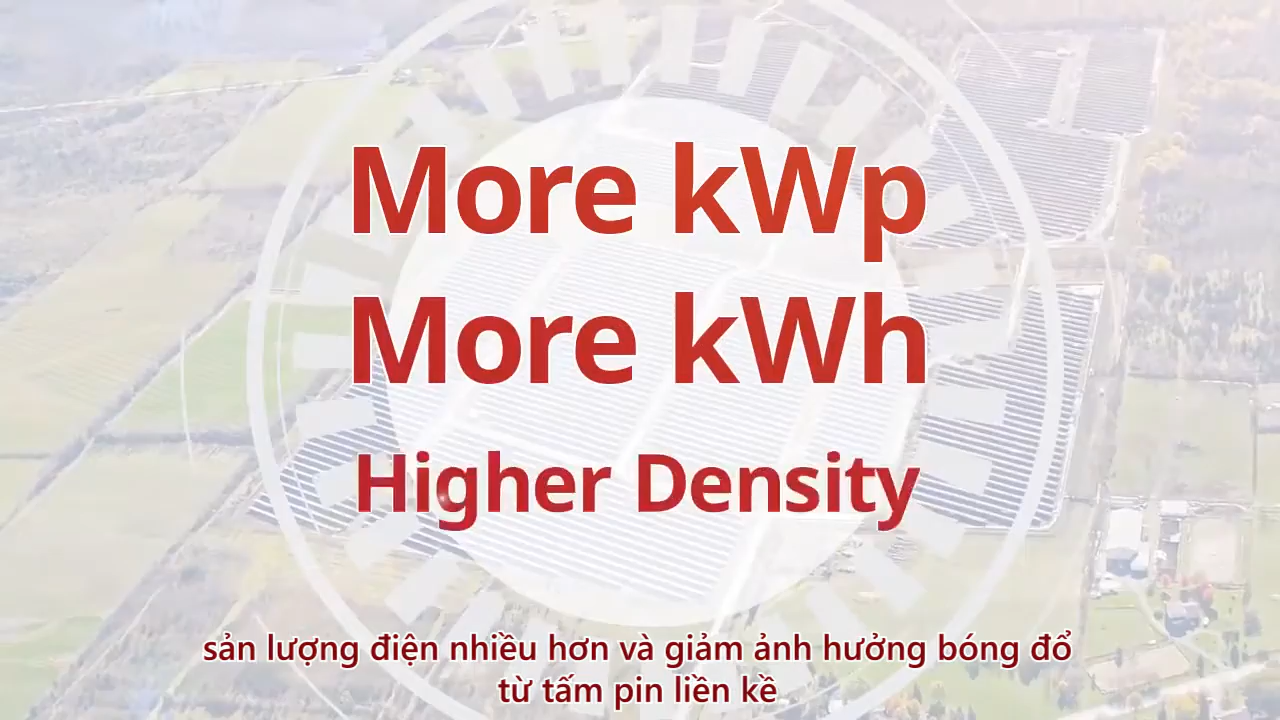 More kWp
More kWh
Higher Density
sản lượng điện nhiều hơn và giảm ảnh hưởng bóng đổ
từ tấm pin liền kề